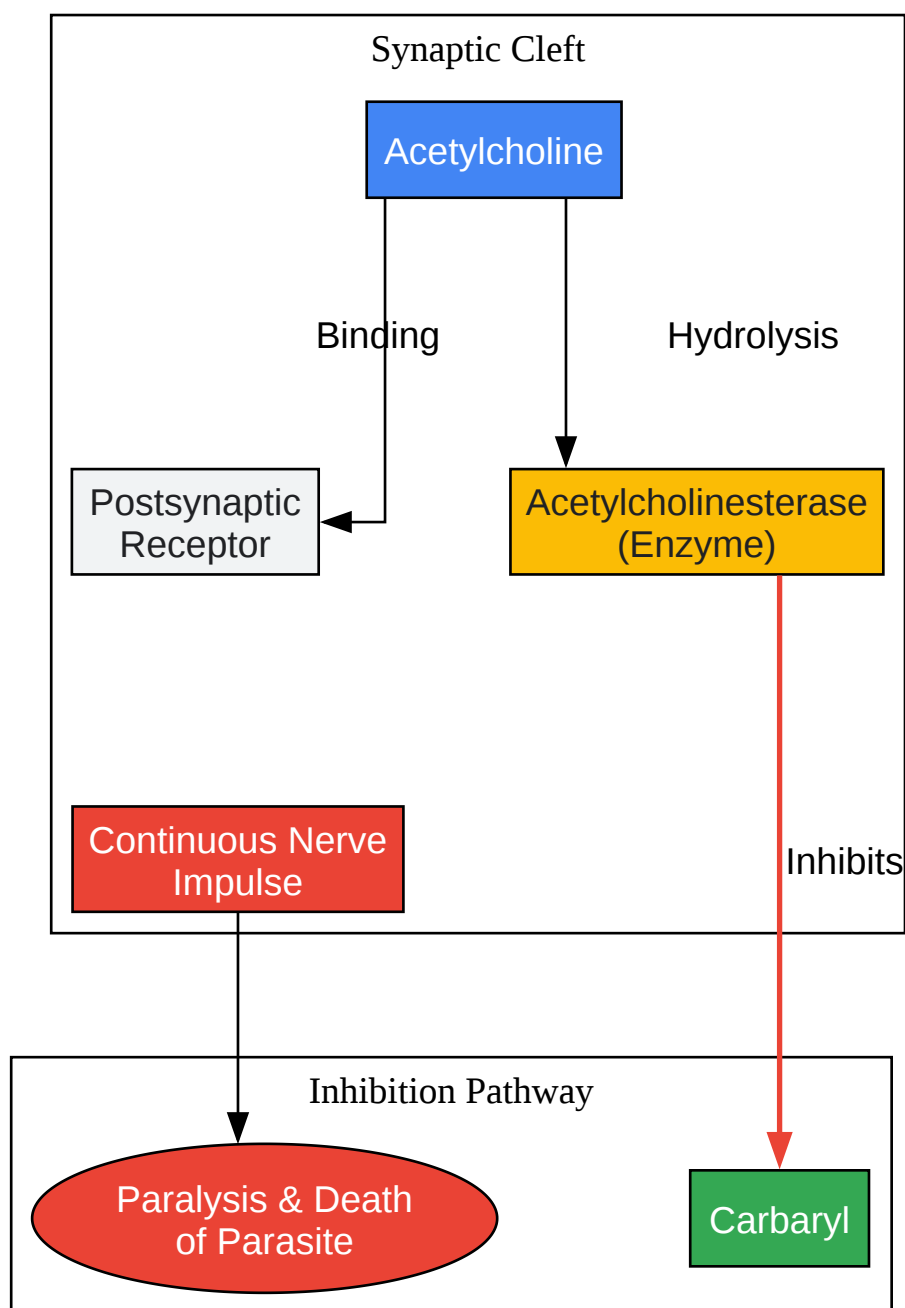 Synaptic Cleft
Acetylcholine
Binding
Hydrolysis
Postsynaptic
Receptor
Acetylcholinesterase
(Enzyme)
Continuous Nerve
Impulse
Inhibits
Inhibition Pathway
Paralysis & Death
of Parasite
Carbaryl